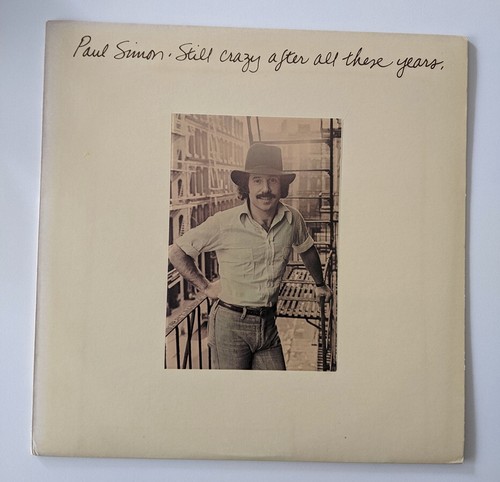 Paul Simon · Still crazy after all these years.